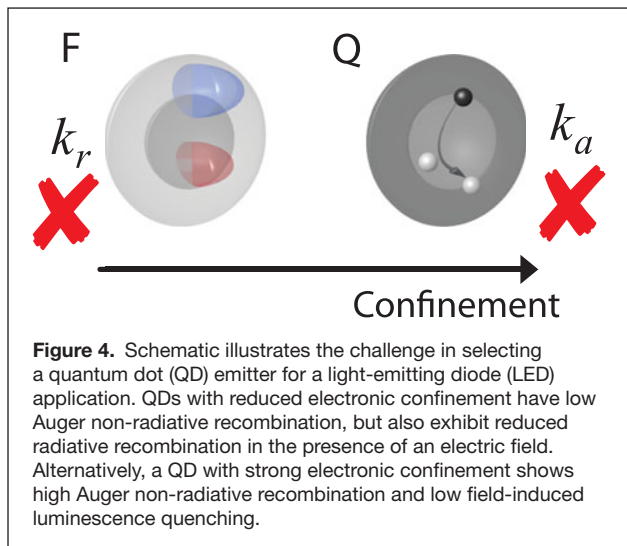 F
Q
kr
ka
Confinement
Figure 4. Schematic illustrates the challenge in selecting
a quantum dot (QD) emitter for a light-emitting diode (LED)
application. QDs with reduced electronic confinement have low
Auger non-radiative recombination, but also exhibit reduced
radiative recombination in the presence of an electric field.
Alternatively, a QD with strong electronic confinement shows
high Auger non-radiative recombination and low field-induced
luminescence quenching.